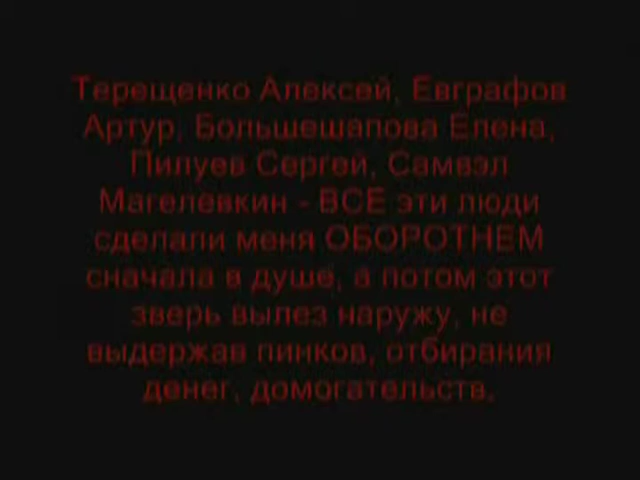 Терещенко Алексей, Евграфов
Артур, Большешапова Елена,
Пилуев Сергей, Самвэл
Магелевкин - ВСЕ эти люди
сделали меня ОБОРОТНЕМ
сначала в душе, а потом этот
зверь вылез наружу, не
выдержав пинков, отбирания
денег, домогательств,